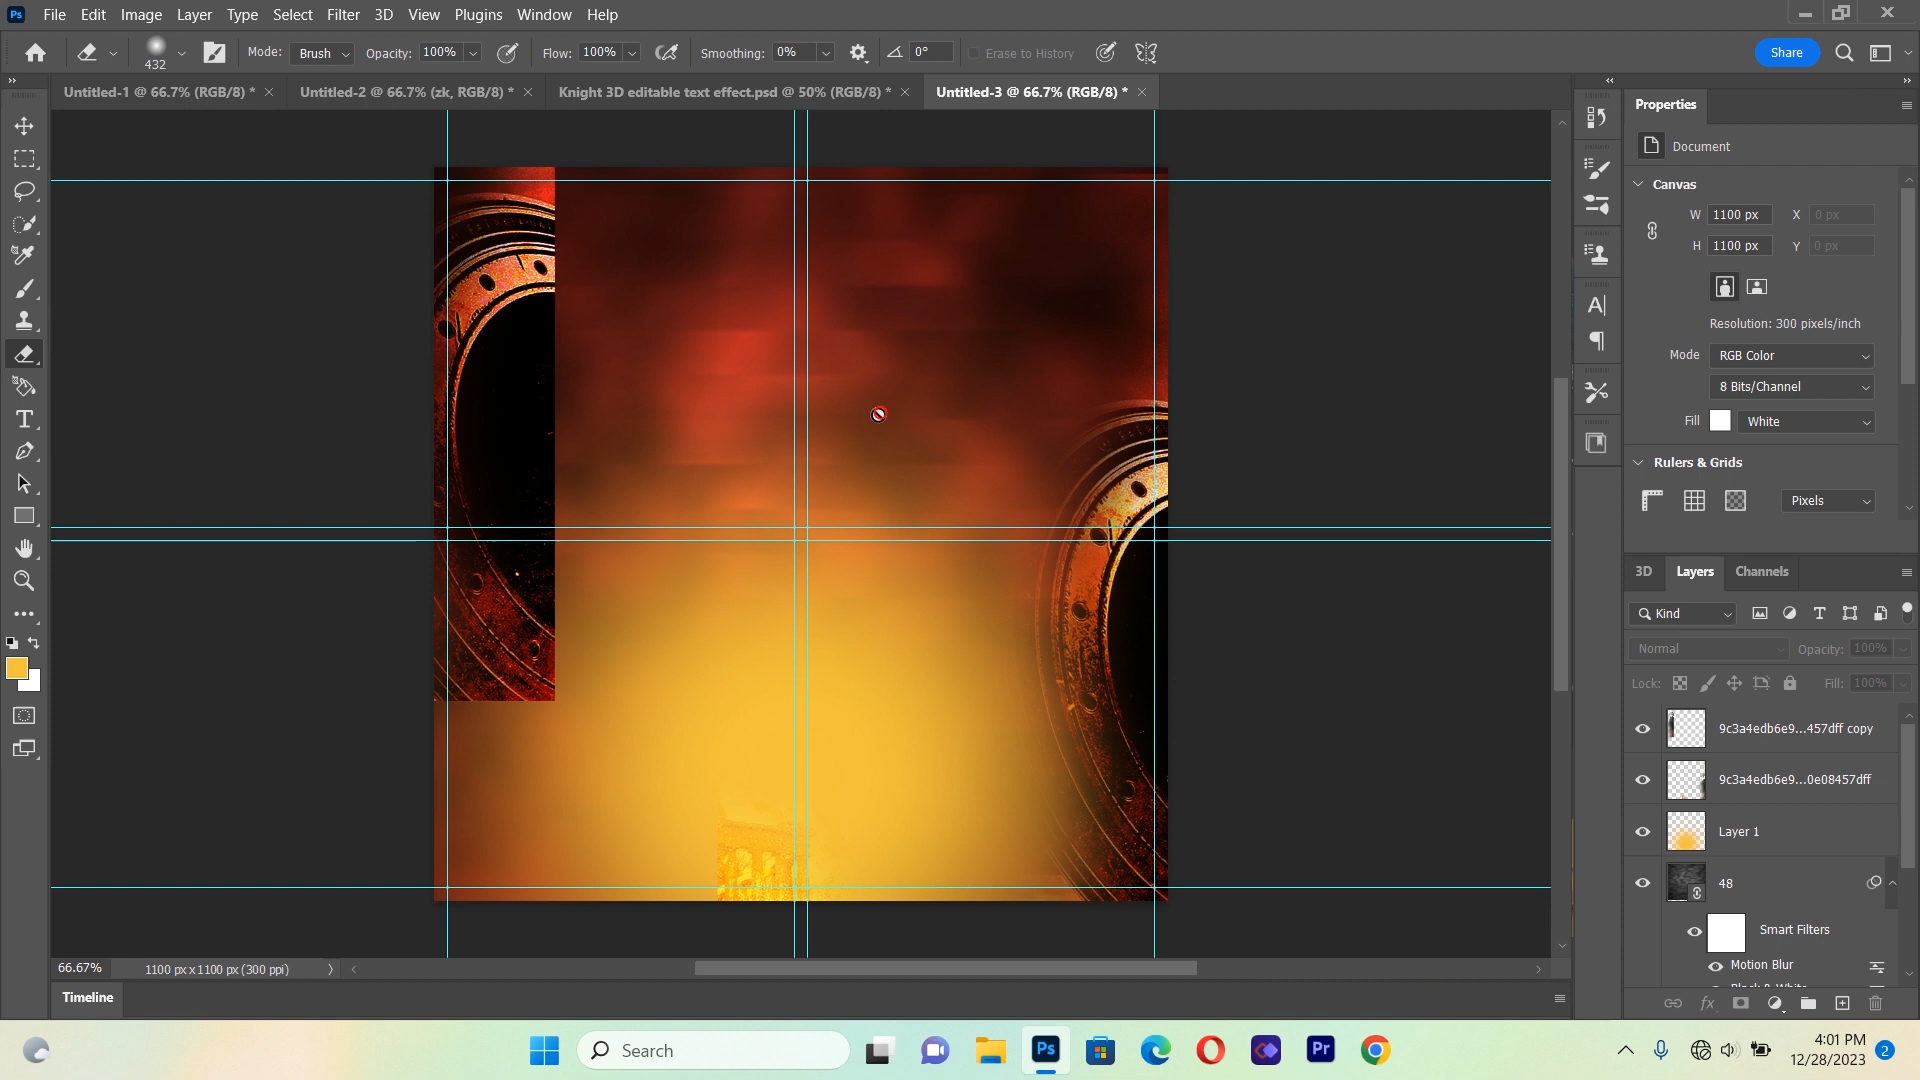 Ps File Edit Image Layer Type Select Filter 3D View Plugins Window Help
432 Mode: Brush Opacity: 100% Flow: 100% Smoothing: 0% 0° Erase to History Share
Untitled-1 @ 66.7% (RGB/8) * Untitled-2 @ 66.7% (zk, RGB/8) * Knight 3D editable text effect.psd @ 50% (RGB/8) * Untitled-3 @ 66.7% (RGB/8) *
Properties
Document
Canvas
W 1100 px X 0 px
H 1100 px Y 0 px
Resolution: 300 pixels/inch
Mode RGB Color
8 Bits/Channel
Fill White
Rulers & Grids
Pixels
3D Layers Channels
Kind
Normal Opacity: 100%
Lock: Fill: 100%
9c3a4edb6e9...457dff copy
9c3a4edb6e9...0e08457dff
Layer 1
48
Smart Filters
Motion Blur
Black & White
66.67% 1100 px x 1100 px (300 ppi)
Timeline
Search Ps Pr
4:01 PM
12/28/2023 2